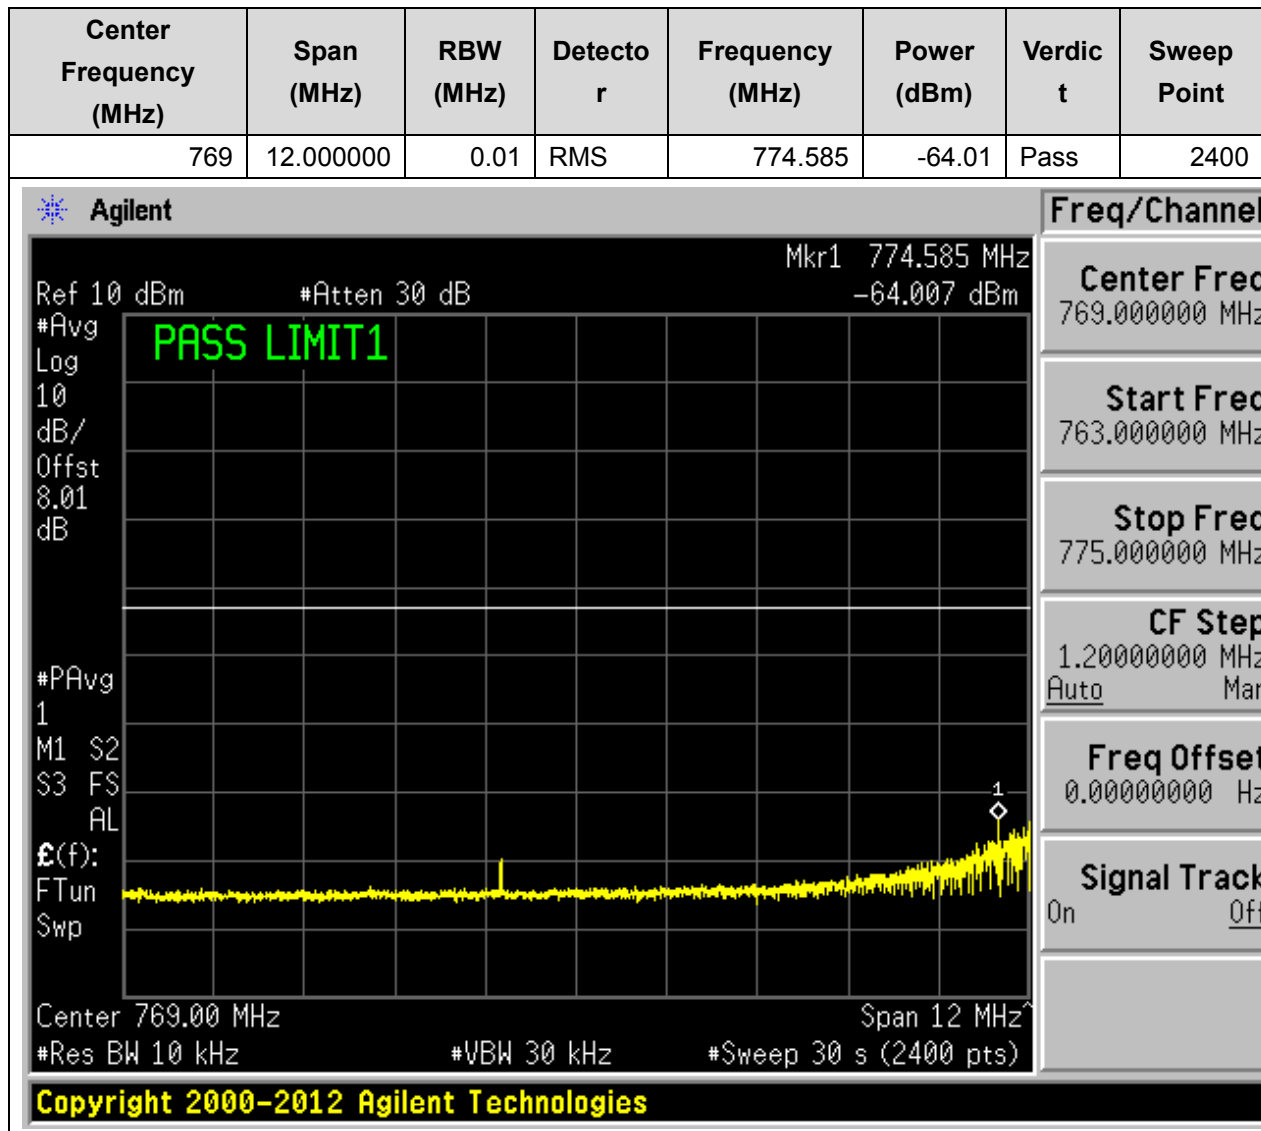 Center Frequency (MHz) Span (MHz) RBW (MHz) Detecto r Frequency (MHz) Power (dBm) Verdic t Sweep Point
769 12.000000 0.01 RMS 774.585 -64.01 Pass 2400
Agilent
Freq/Channel
Mkr1 774.585 MHz
Ref 10 dBm #Atten 30 dB -64.007 dBm
#Avg
Log
10
dB/
Offst
8.01
dB
PASS LIMIT1
#PAvg
1
M1 S2
S3 FS
AL
£(f):
FTun
Swp
1
Center 769.00 MHz Span 12 MHz^
#Res BW 10 kHz #VBW 30 kHz #Sweep 30 s (2400 pts)
Center Freq
769.000000 MHz
Start Freq
763.000000 MHz
Stop Freq
775.000000 MHz
CF Step
1.20000000 MHz
Auto Man
Freq Offset
0.00000000 Hz
Signal Track
On Off
Copyright 2000-2012 Agilent Technologies